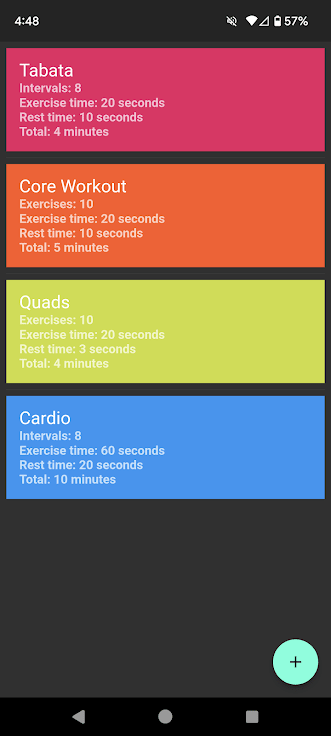 4:48
57%
Tabata
Intervals: 8
Exercise time: 20 seconds
Rest time: 10 seconds
Total: 4 minutes
Core Workout
Exercises: 10
Exercise time: 20 seconds
Rest time: 10 seconds
Total: 5 minutes
Quads
Exercises: 10
Exercise time: 20 seconds
Rest time: 3 seconds
Total: 4 minutes
Cardio
Intervals: 8
Exercise time: 60 seconds
Rest time: 20 seconds
Total: 10 minutes
+